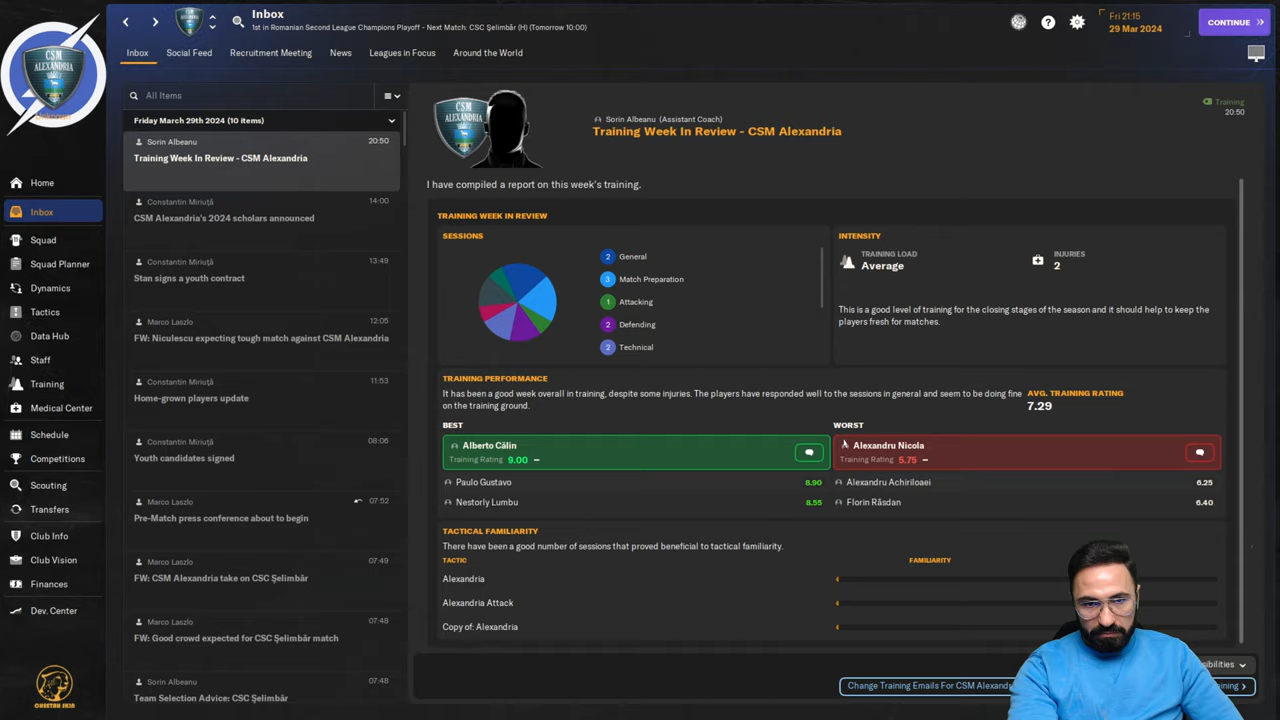 Inbox
1st in Romanian Second League Champions Playoff - Next Match: CSC Şelimbăr (H) (Tomorrow 10:00)
Fri 21:15
29 Mar 2024
CONTINUE
Inbox
Social Feed
Recruitment Meeting
News
Leagues in Focus
Around the World
CSM
ALEXANDRIA
Home
Inbox
Squad
Squad Planner
Dynamics
Tactics
Data Hub
Staff
Training
Medical Center
Schedule
Competitions
Scouting
Transfers
Club Info
Club Vision
Finances
Dev. Center
CHEETAH SKIN
All Items
Friday March 29th 2024 (10 items)
Sorin Albeanu 20:50
Training Week In Review - CSM Alexandria
Constantin Miriuţă 14:00
CSM Alexandria's 2024 scholars announced
Constantin Miriuţă 13:49
Stan signs a youth contract
Marco Laszlo 12:05
FW: Niculescu expecting tough match against CSM Alexandria
Constantin Miriuţă 11:53
Home-grown players update
Constantin Miriuţă 08:06
Youth candidates signed
Marco Laszlo 07:52
Pre-Match press conference about to begin
Marco Laszlo 07:49
FW: CSM Alexandria take on CSC Şelimbăr
Marco Laszlo 07:48
FW: Good crowd expected for CSC Şelimbăr match
Sorin Albeanu 07:48
Team Selection Advice: CSC Şelimbăr
CSM
ALEXANDRIA
Sorin Albeanu (Assistant Coach)
Training Week In Review - CSM Alexandria
Training
20:50
I have compiled a report on this week's training.
TRAINING WEEK IN REVIEW
SESSIONS
2 General
3 Match Preparation
1 Attacking
2 Defending
2 Technical
INTENSITY
TRAINING LOAD
Average
INJURIES
2
This is a good level of training for the closing stages of the season and it should help to keep the
players fresh for matches.
TRAINING PERFORMANCE
It has been a good week overall in training, despite some injuries. The players have responded well to the sessions in general and seem to be doing fine
on the training ground.
AVG. TRAINING RATING
7.29
BEST
Alberto Călin
Training Rating 9.00 –
Paulo Gustavo 8.90
Nestorly Lumbu 8.55
WORST
Alexandru Nicola
Training Rating 5.75 –
Alexandru Achiriloaei 6.25
Florin Răsdan 6.40
TACTICAL FAMILIARITY
There have been a good number of sessions that proved beneficial to tactical familiarity.
TACTIC FAMILIARITY
Alexandria
Alexandria Attack
Copy of: Alexandria
Change Training Emails For CSM Alexand